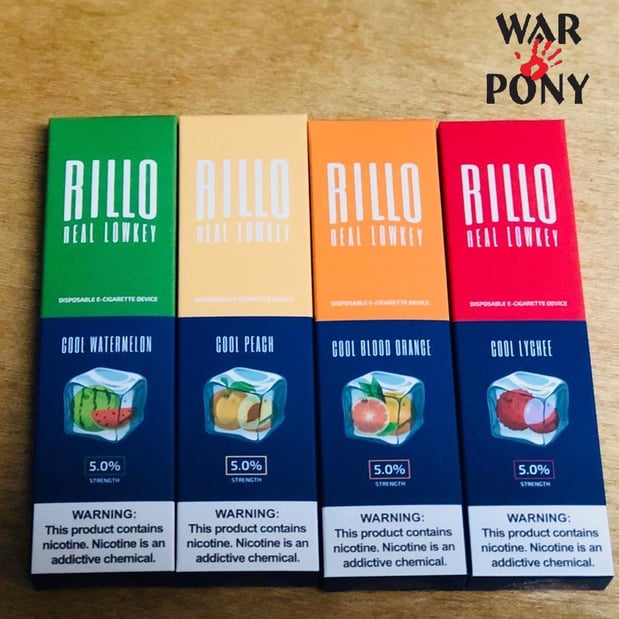 WAR
PONY
RILLO
REAL LOWKEY
DISPOSABLE E-CIGARETTE DEVICE
COOL WATERMELON
5.0%
STRENGTH
WARNING:
This product contains
nicotine. Nicotine is an
addictive chemical.
RILLO
REAL LOWKEY
DISPOSABLE E-CIGARETTE DEVICE
COOL PEACH
5.0%
STRENGTH
WARNING:
This product contains
nicotine. Nicotine is an
addictive chemical.
RILLO
REAL LOWKEY
DISPOSABLE E-CIGARETTE DEVICE
COOL BLOOD ORANGE
5.0%
STRENGTH
WARNING:
This product contains
nicotine. Nicotine is an
addictive chemical.
RILLO
REAL LOWKEY
DISPOSABLE E-CIGARETTE DEVICE
COOL LYCHEE
5.0%
STRENGTH
WARNING:
This product contains
nicotine. Nicotine is an
addictive chemical.